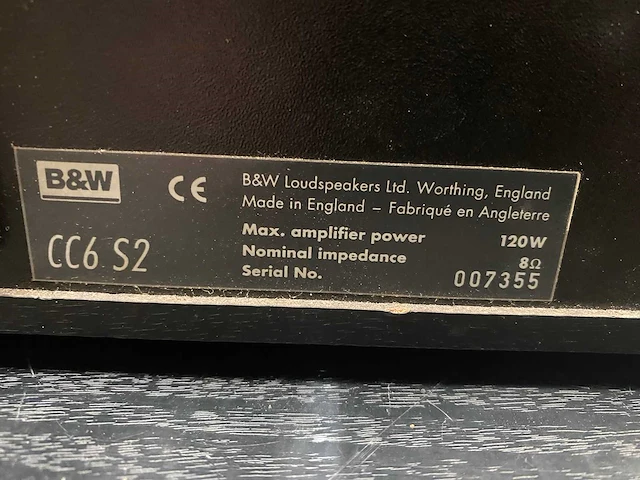 B&W
CE
B&W Loudspeakers Ltd. Worthing, England
Made in England – Fabriqué en Angleterre
CC6 S2
Max. amplifier power 120W
Nominal impedance 8Ω
Serial No. 007355